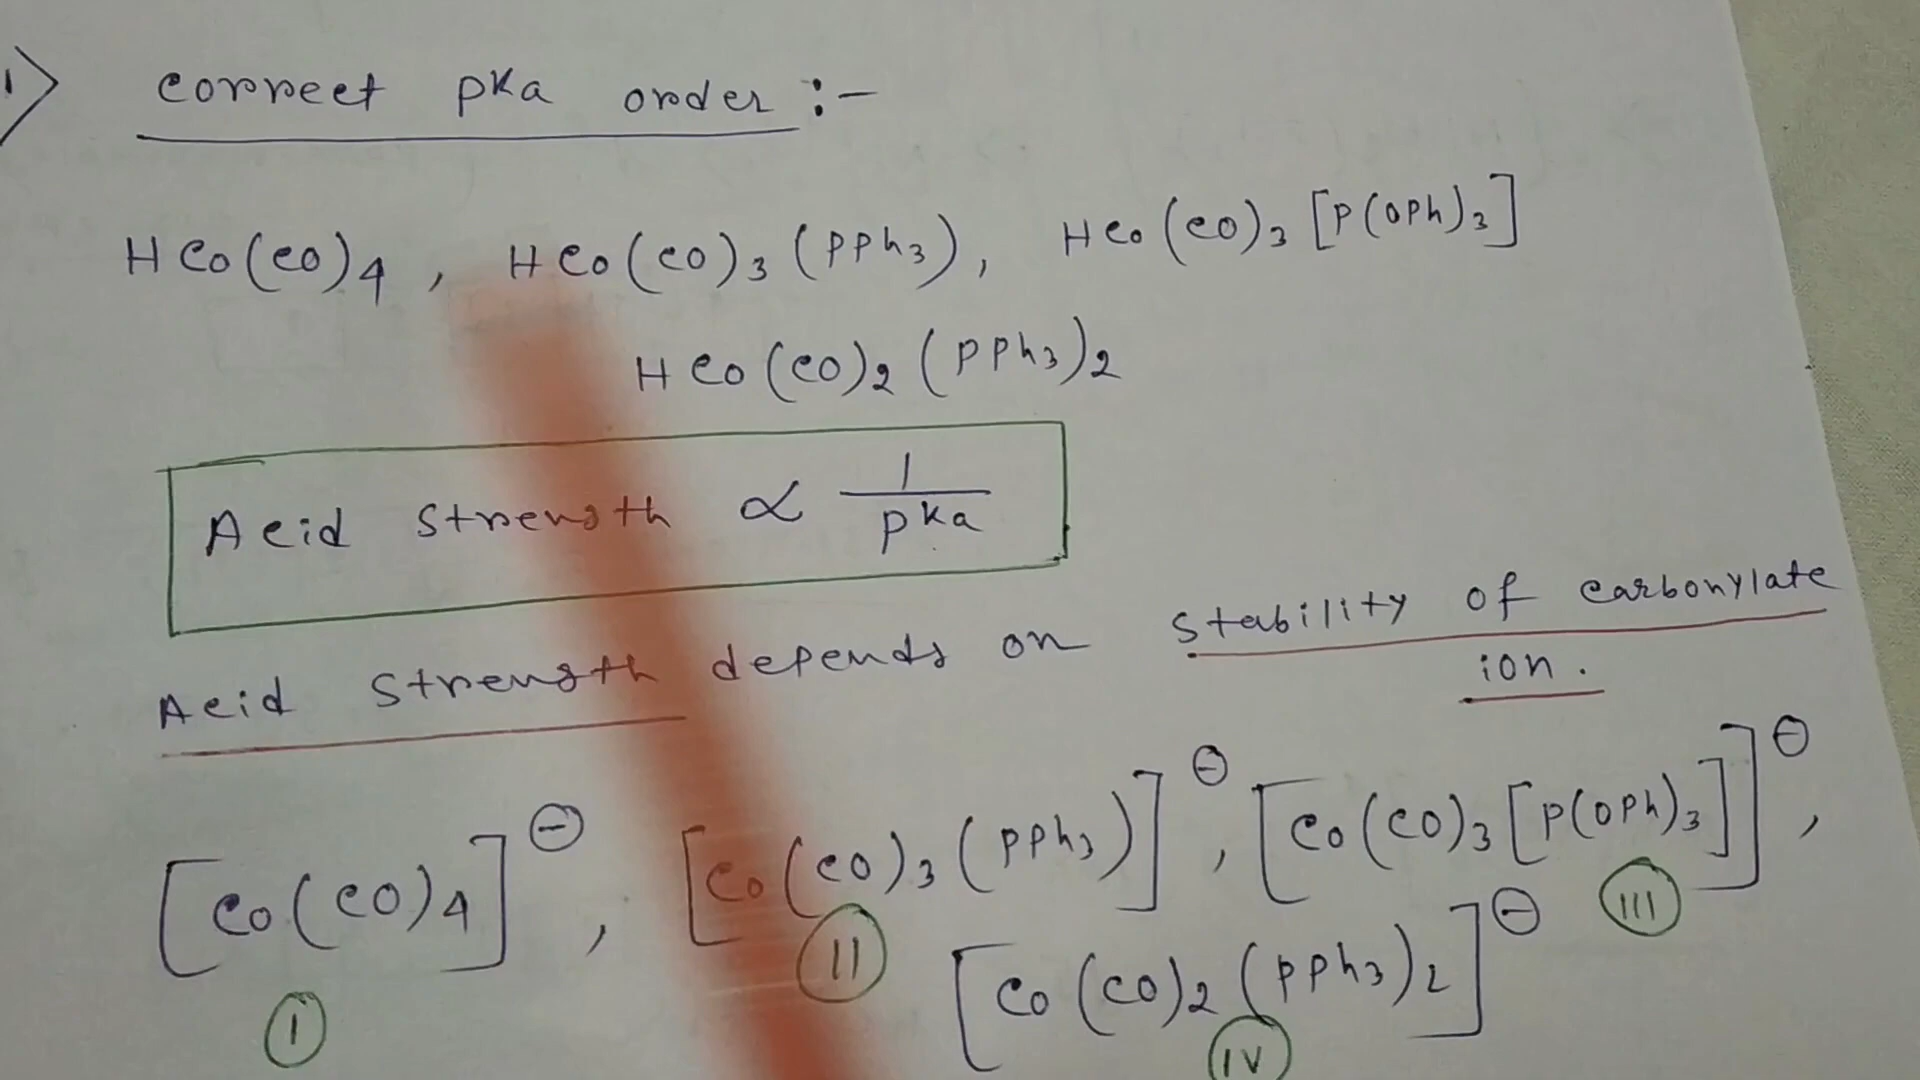 1) correct pka order :-
HCo(CO)4 , HCo(CO)3(pph3), HCo(CO)3[P(oph)3]
HCo(CO)2(pph3)2
Acid strength ∝ 1/pka
Acid strength depends on stability of carbonylate
ion.
[Co(CO)4]⊖ , [Co(CO)3(pph3)]⊖ , [Co(CO)3[P(oph)3]]⊖ ,
I II III
[Co(CO)2(pph3)2]⊖
IV